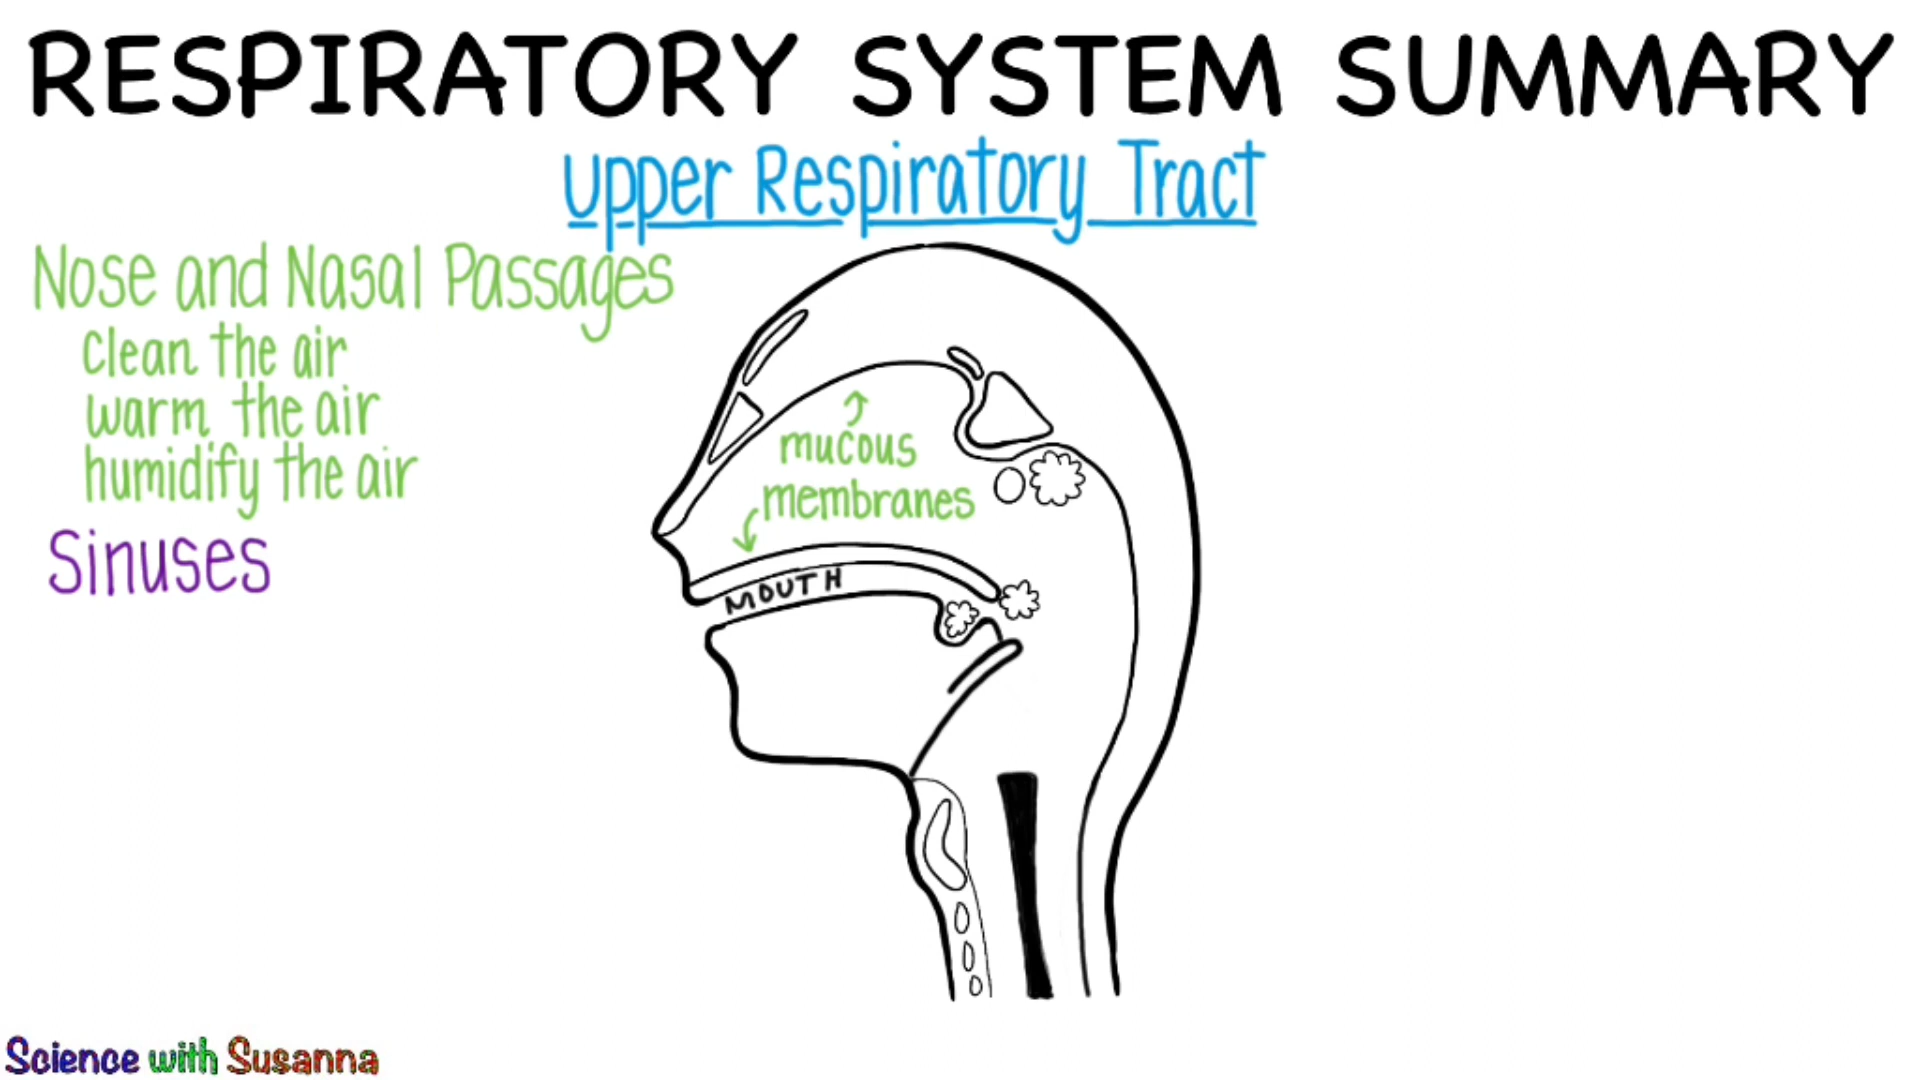 RESPIRATORY SYSTEM SUMMARY
Upper Respiratory Tract
Nose and Nasal Passages
Clean the air
warm the air
humidify the air
Sinuses
mucous
membranes
MOUTH
Science with Susanna